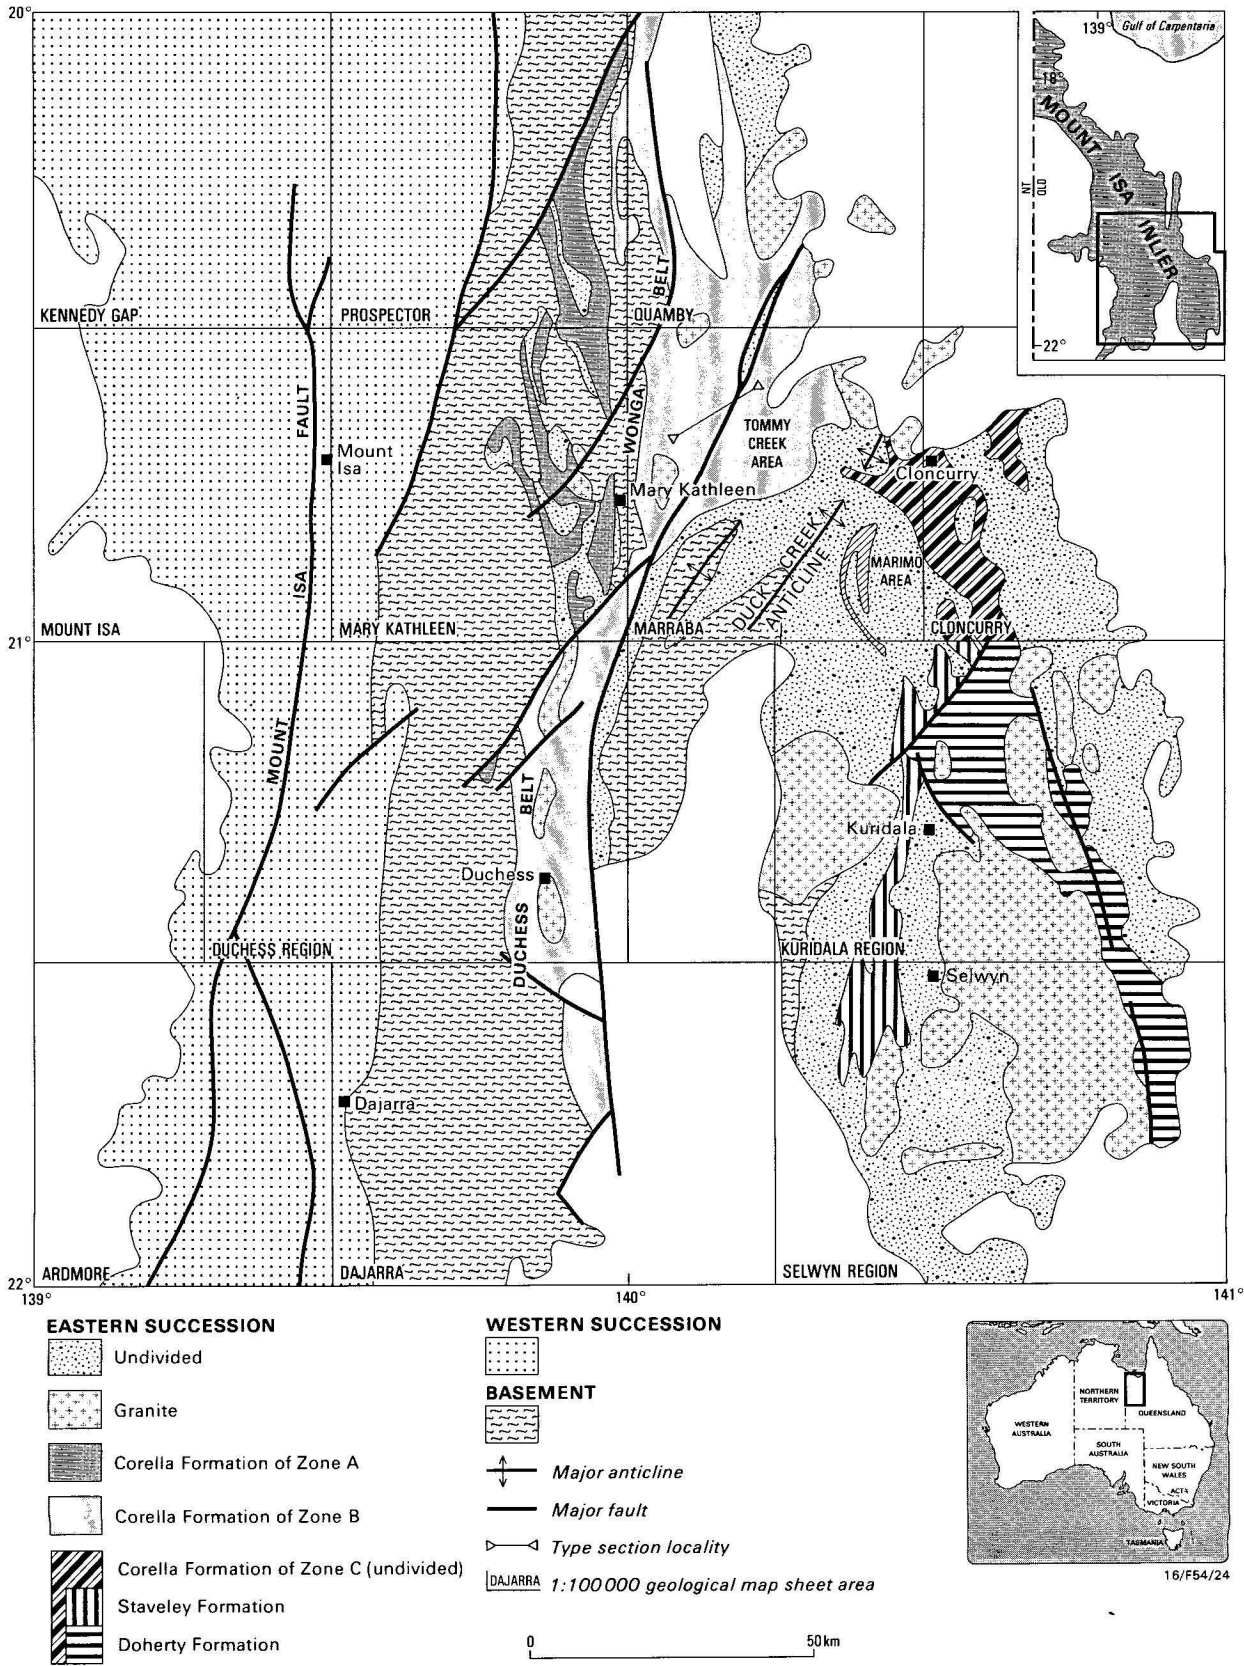 20°
139°
Gulf of Carpentaria
18°
MOUNT
ISA
INLIER
NT
QLD
22°
KENNEDY GAP
PROSPECTOR
QUAMBY
BELT
WONGA
FAULT
Mount
Isa
TOMMY
CREEK
AREA
Cloncurry
Mary Kathleen
DUCK CREEK
ANTICLINE
MARIMO
AREA
ISA
MOUNT ISA
MARY KATHLEEN
MARRABA
CLONCURRY
21°
MOUNT
BELT
Kuridala
Duchess
DUCHESS
DUCHESS REGION
KURIDALA REGION
Selwyn
Dajarra
ARDMORE
DAJARRA
SELWYN REGION
22°
139°
140°
141°
EASTERN SUCCESSION
Undivided
Granite
Corella Formation of Zone A
Corella Formation of Zone B
Corella Formation of Zone C (undivided)
Staveley Formation
Doherty Formation
WESTERN SUCCESSION
BASEMENT
Major anticline
Major fault
Type section locality
DAJARRA 1:100 000 geological map sheet area
0 50 km
WESTERN
AUSTRALIA
NORTHERN
TERRITORY
QUEENSLAND
SOUTH
AUSTRALIA
NEW SOUTH
WALES
ACT
VICTORIA
TASMANIA
16/F54/24